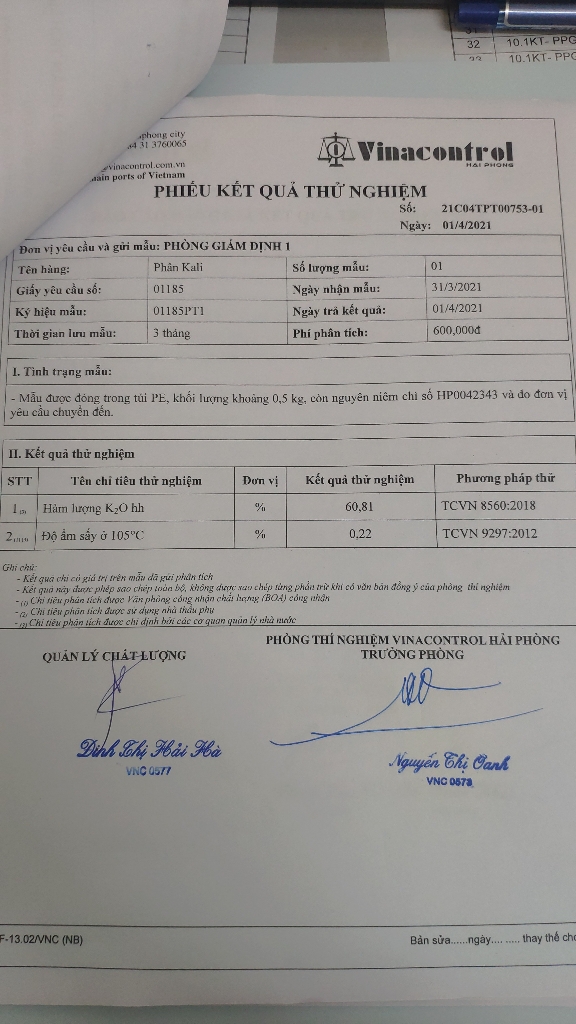 32 10.1KT- PPG
10.1KT- PPG
phong city
31 3760065
vinacontrol.com.vn
main ports of Vietnam
Vinacontrol
HAI PHONG
PHIẾU KẾT QUẢ THỬ NGHIỆM
Số: 21C04TPT00753-01
Ngày: 01/4/2021
Đơn vị yêu cầu và gửi mẫu: PHÒNG GIÁM ĐỊNH 1
Tên hàng: Phân Kali Số lượng mẫu: 01
Giấy yêu cầu số: 01185 Ngày nhận mẫu: 31/3/2021
Ký hiệu mẫu: 01185PT1 Ngày trả kết quả: 01/4/2021
Thời gian lưu mẫu: 3 tháng Phí phân tích: 600,000đ
I. Tình trạng mẫu:
- Mẫu được đóng trong túi PE, khối lượng khoảng 0,5 kg, còn nguyên niêm chì số HP0042343 và do đơn vị
yêu cầu chuyển đến.
II. Kết quả thử nghiệm
STT Tên chỉ tiêu thử nghiệm Đơn vị Kết quả thử nghiệm Phương pháp thử
1 Hàm lượng K₂O hh % 60,81 TCVN 8560:2018
2 Độ ẩm sấy ở 105°C % 0,22 TCVN 9297:2012
Ghi chú:
- Kết quả chỉ có giá trị trên mẫu đã gửi phân tích
- Kết quả này được phép sao chép toàn bộ, không được sao chép từng phần trừ khi có văn bản đồng ý của phòng thí nghiệm
- (1) Chỉ tiêu phân tích được Văn phòng công nhận chất lượng (BOA) công nhận
- (2) Chỉ tiêu phân tích được sử dụng nhà thầu phụ
- (3) Chỉ tiêu phân tích được chỉ định bởi các cơ quan quản lý nhà nước
PHÒNG THÍ NGHIỆM VINACONTROL HẢI PHÒNG
QUẢN LÝ CHẤT LƯỢNG TRƯỞNG PHÒNG
Đinh Thị Hải Hà
VNC 0577
Nguyễn Thị Oanh
VNC 0573
F-13.02/VNC (NB) Bản sửa......ngày.... ..... thay thế cho